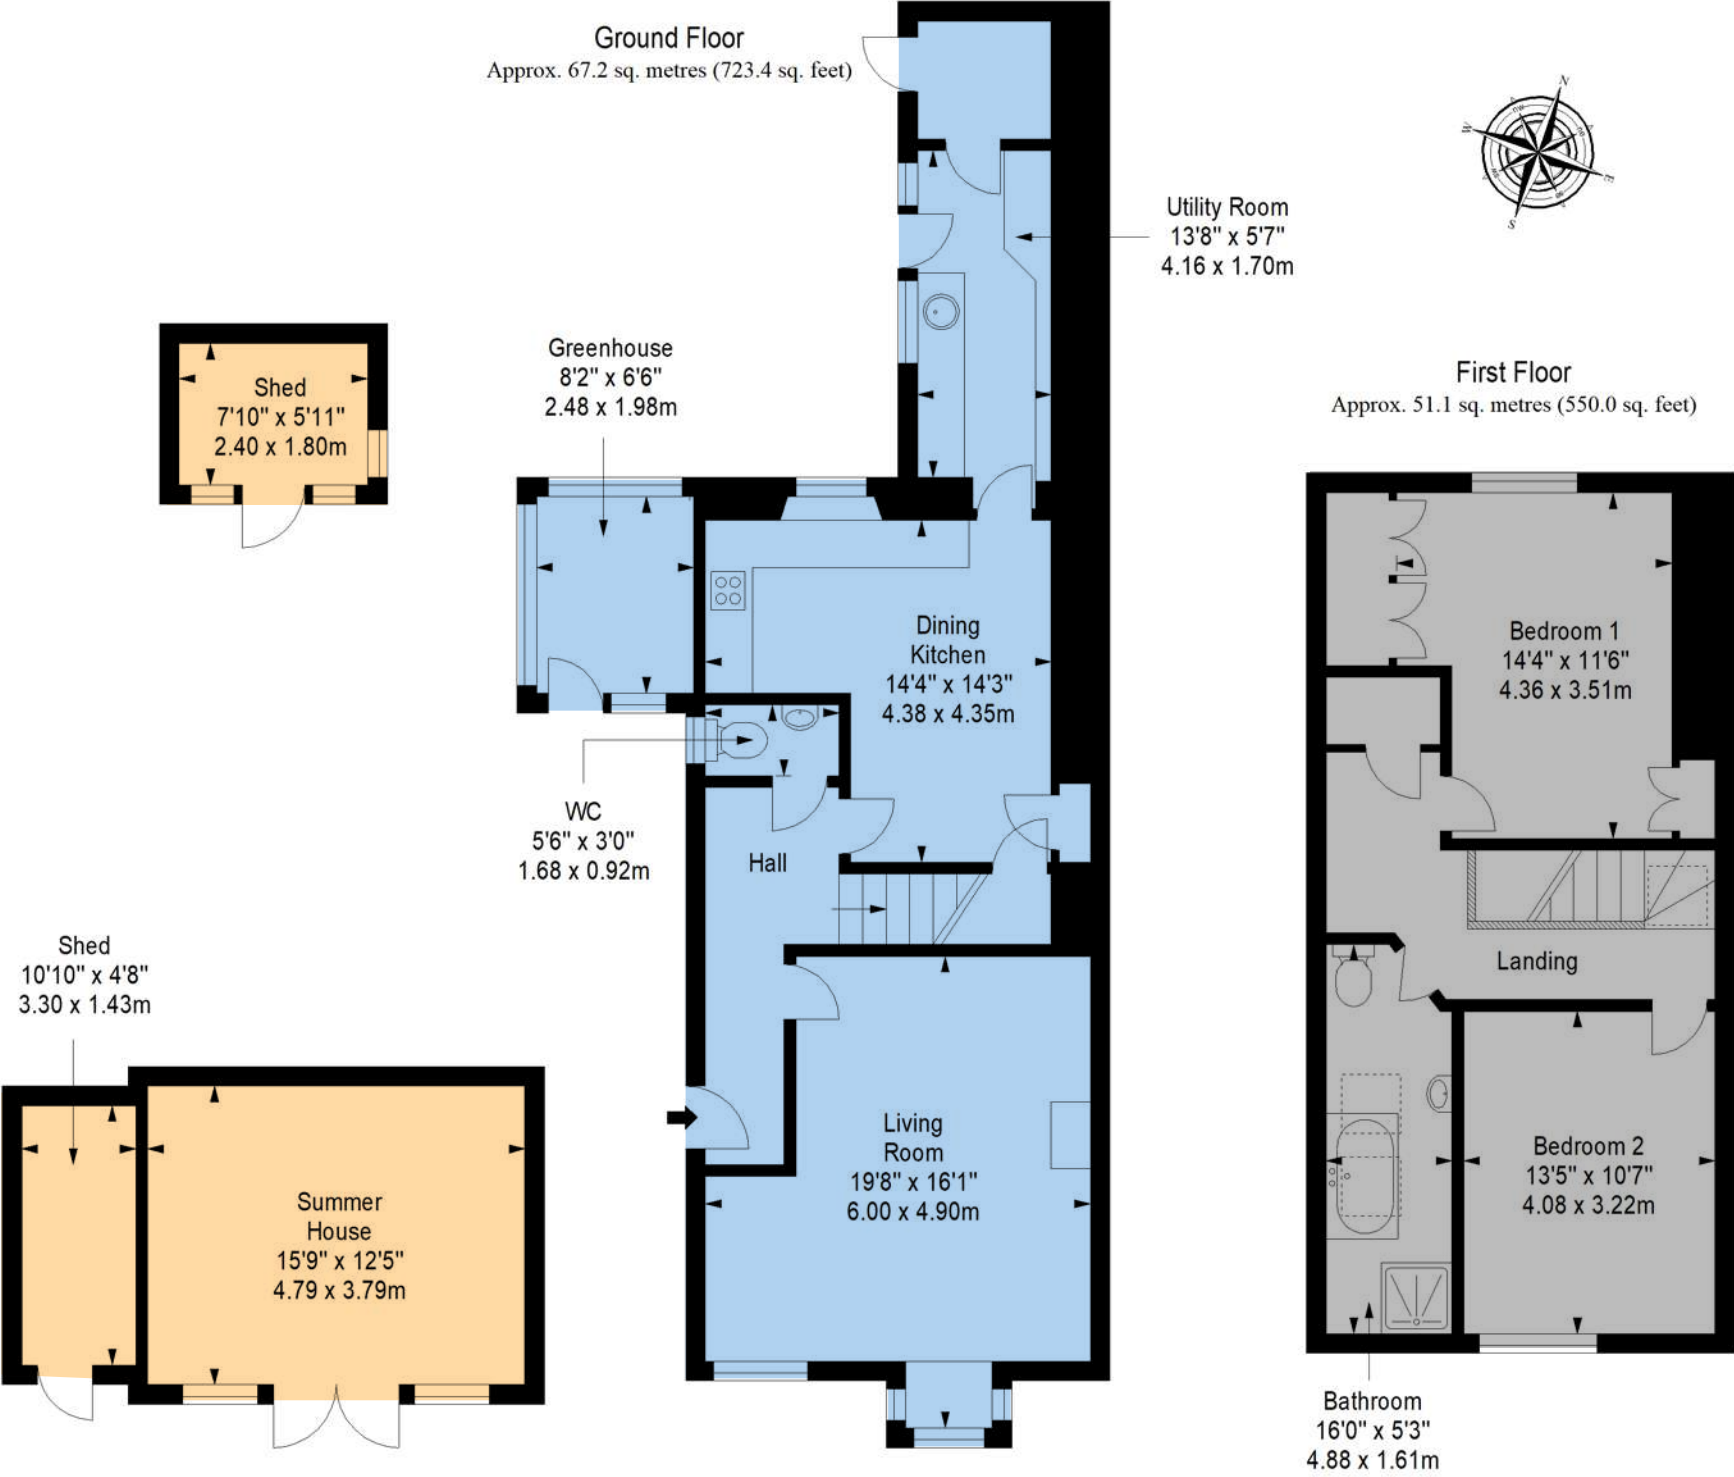 Ground Floor
Approx. 67.2 sq. metres (723.4 sq. feet)
N
W
E
S
Utility Room
13'8" x 5'7"
4.16 x 1.70m
Greenhouse
8'2" x 6'6"
2.48 x 1.98m
Shed
7'10" x 5'11"
2.40 x 1.80m
First Floor
Approx. 51.1 sq. metres (550.0 sq. feet)
Dining
Kitchen
14'4" x 14'3"
4.38 x 4.35m
Bedroom 1
14'4" x 11'6"
4.36 x 3.51m
WC
5'6" x 3'0"
1.68 x 0.92m
Hall
Shed
10'10" x 4'8"
3.30 x 1.43m
Landing
Living
Room
19'8" x 16'1"
6.00 x 4.90m
Bedroom 2
13'5" x 10'7"
4.08 x 3.22m
Summer
House
15'9" x 12'5"
4.79 x 3.79m
Bathroom
16'0" x 5'3"
4.88 x 1.61m